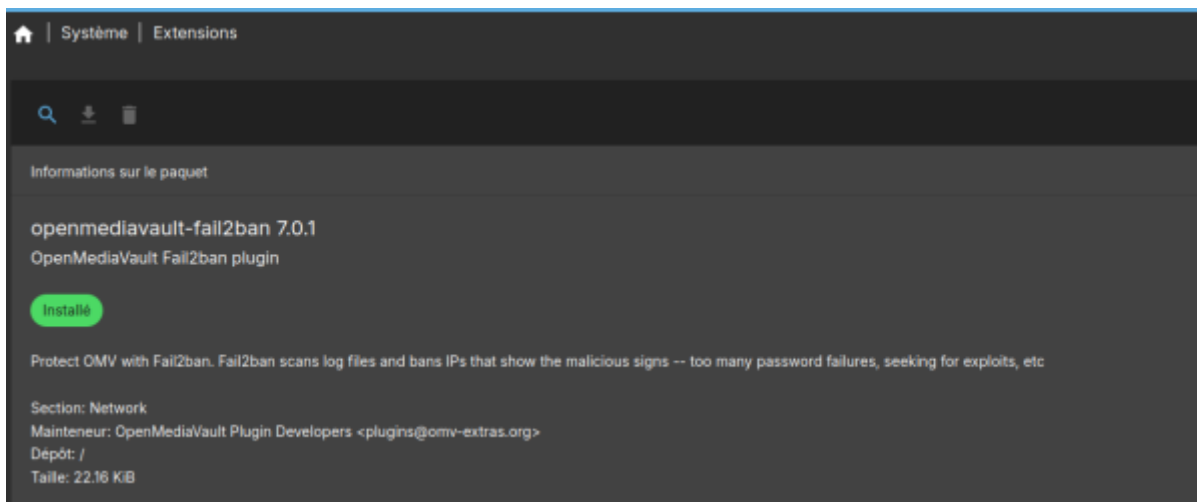 | Système | Extensions
Informations sur le paquet
openmediavault-fail2ban 7.0.1
OpenMediaVault Fail2ban plugin
Installé
Protect OMV with Fail2ban. Fail2ban scans log files and bans IPs that show the malicious signs -- too many password failures, seeking for exploits, etc
Section: Network
Mainteneur: OpenMediaVault Plugin Developers <plugins@omv-extras.org>
Dépôt: /
Taille: 22.16 KiB